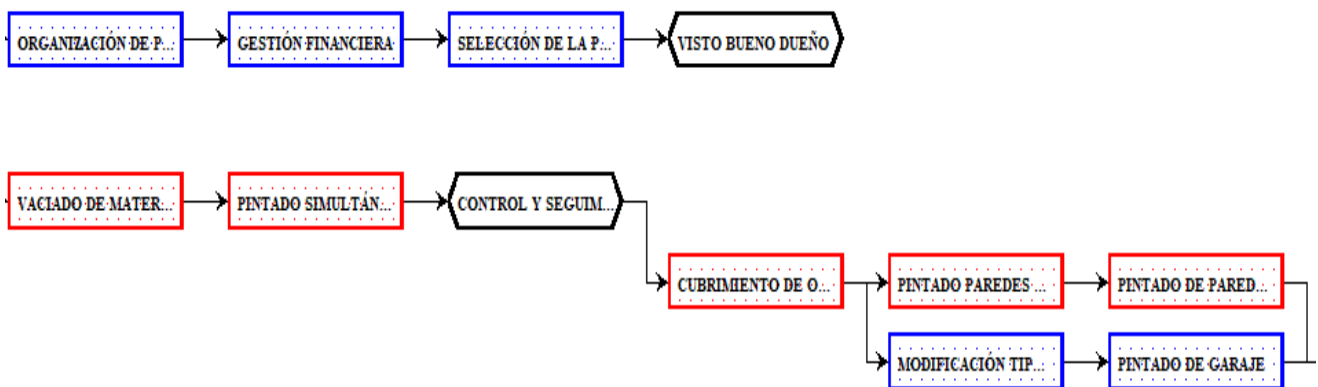 ORGANIZACIÓN DE P...
GESTIÓN FINANCIERA
SELECCIÓN DE LA P...
VISTO BUENO DUEÑO
VACIADO DE MATER...
PINTADO SIMULTÁN...
CONTROL Y SEGUIM...
CUBRIMIENTO DE O...
PINTADO PAREDES ...
PINTADO DE PARED...
MODIFICACIÓN TIP...
PINTADO DE GARAJE